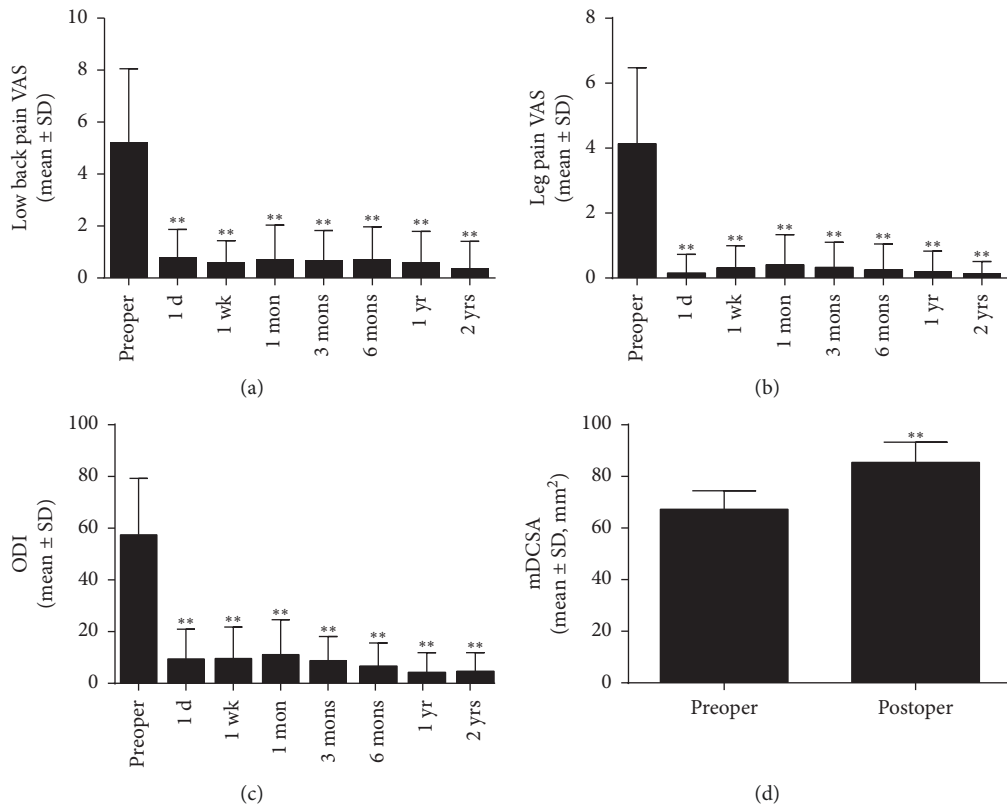 Low back pain VAS
(mean ± SD)
10
8
6
4
2
0
** ** ** ** ** ** **
Preoper
1 d
1 wk
1 mon
3 mons
6 mons
1 yr
2 yrs
(a)
Leg pain VAS
(mean ± SD)
8
6
4
2
0
** ** ** ** ** ** **
Preoper
1 d
1 wk
1 mon
3 mons
6 mons
1 yr
2 yrs
(b)
ODI
(mean ± SD)
100
80
60
40
20
0
** ** ** ** ** ** **
Preoper
1 d
1 wk
1 mon
3 mons
6 mons
1 yr
2 yrs
(c)
mDCSA
(mean ± SD, mm²)
100
80
60
40
20
0
**
Preoper Postoper
(d)